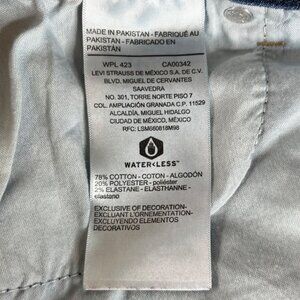 MADE IN PAKISTAN - FABRIQUÉ AU
PAKISTAN - FABRICADO EN
PAKISTÁN
WPL 423 CA00342
LEVI STRAUSS DE MÉXICO S.A. DE C.V.
BLVD. MIGUEL DE CERVANTES
SAAVEDRA
NO. 301, TORRE NORTE PISO 7
COL. AMPLIACIÓN GRANADA C.P. 11529
ALCALDÍA, MIGUEL HIDALGO
CIUDAD DE MÉXICO, MÉXICO
RFC: LSM860818M98
WATER<LESS™
78% COTTON - COTON - ALGODÓN
20% POLYESTER - poliéster
2% ELASTANE - ELASTHANNE -
elastano
EXCLUSIVE OF DECORATION -
EXCLUANT L'ORNEMENTATION -
EXCLUYENDO ELEMENTOS
DECORATIVOS